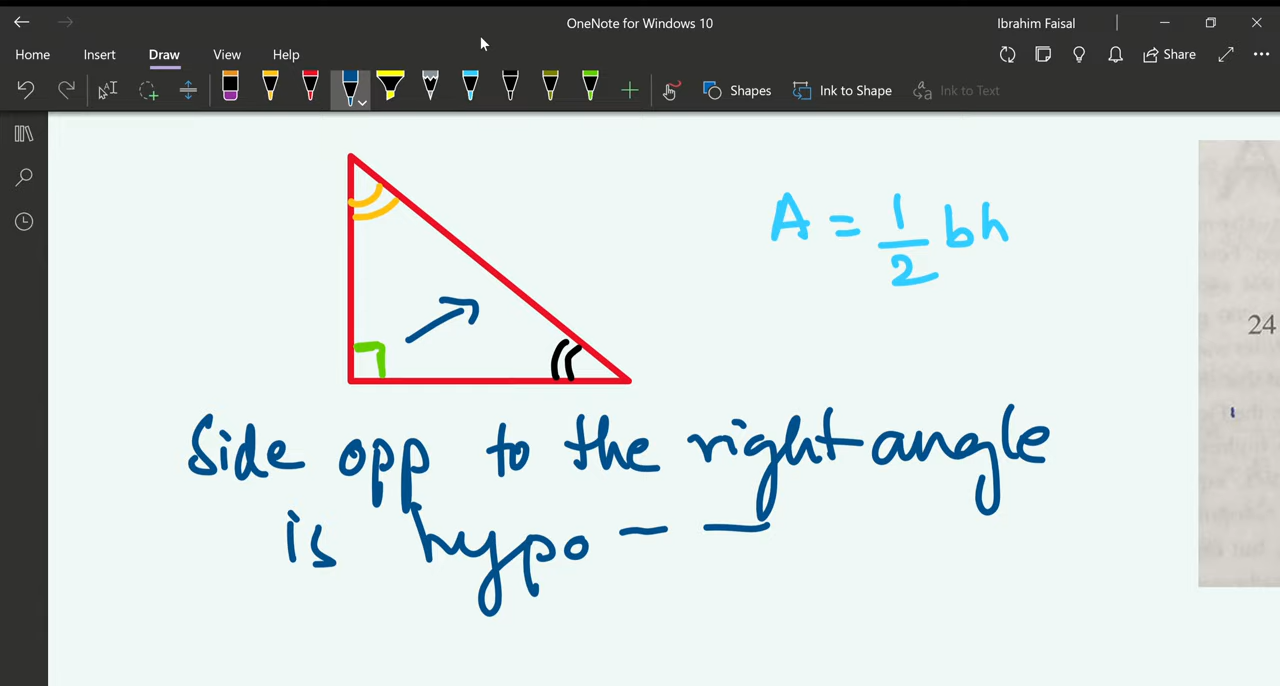 OneNote for Windows 10
Ibrahim Faisal
Home Insert Draw View Help
Share
Shapes Ink to Shape Ink to Text
A = 1/2 bh
24
Side opp to the right angle
is hypo - —